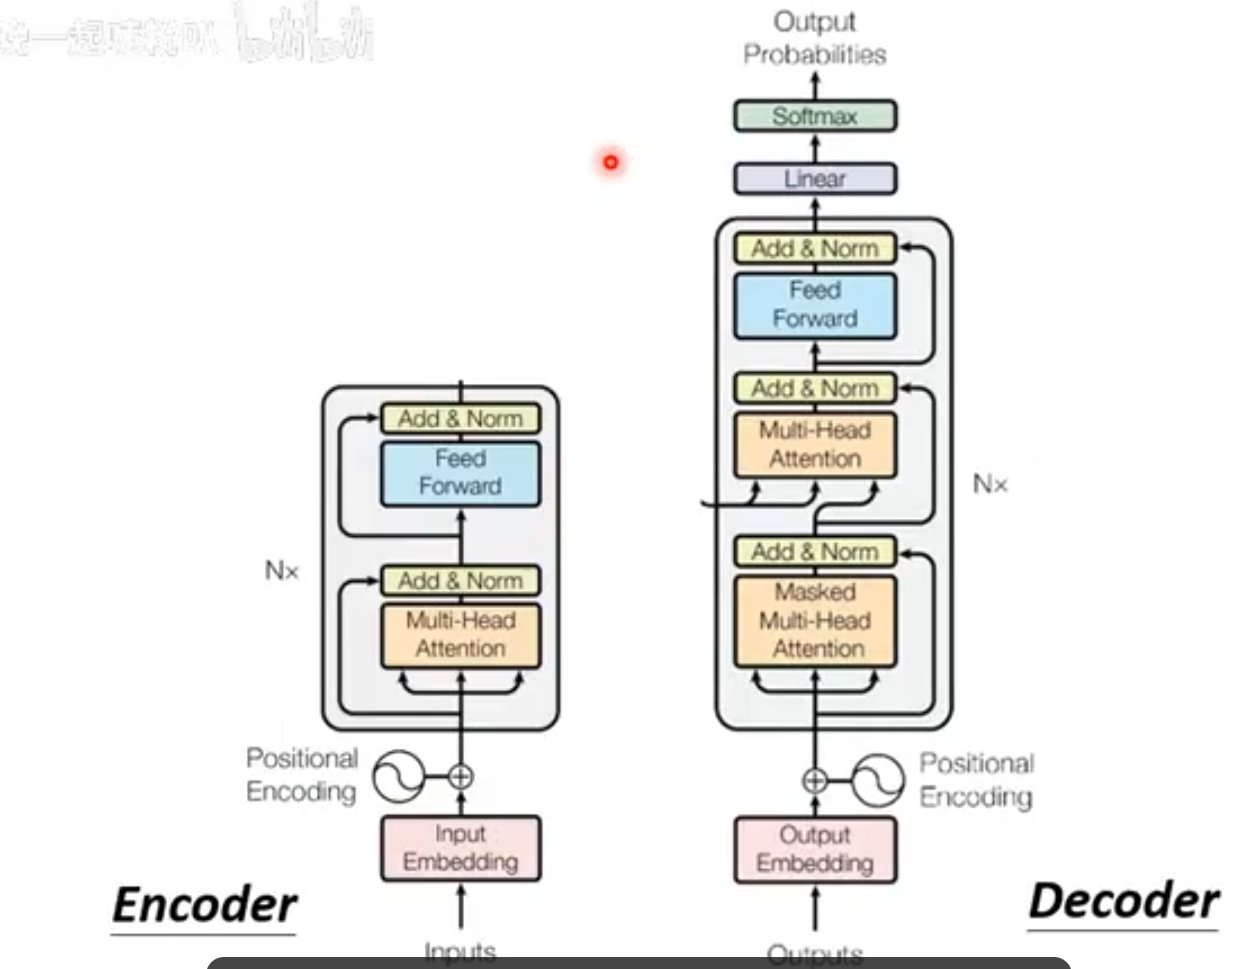 Output
Probabilities
Softmax
Linear
Add & Norm
Feed
Forward
Add & Norm
Multi-Head
Attention
Nx
Add & Norm
Masked
Multi-Head
Attention
Positional
Encoding
Output
Embedding
Outputs
Decoder
Add & Norm
Feed
Forward
Nx
Add & Norm
Multi-Head
Attention
Positional
Encoding
Input
Embedding
Inputs
Encoder